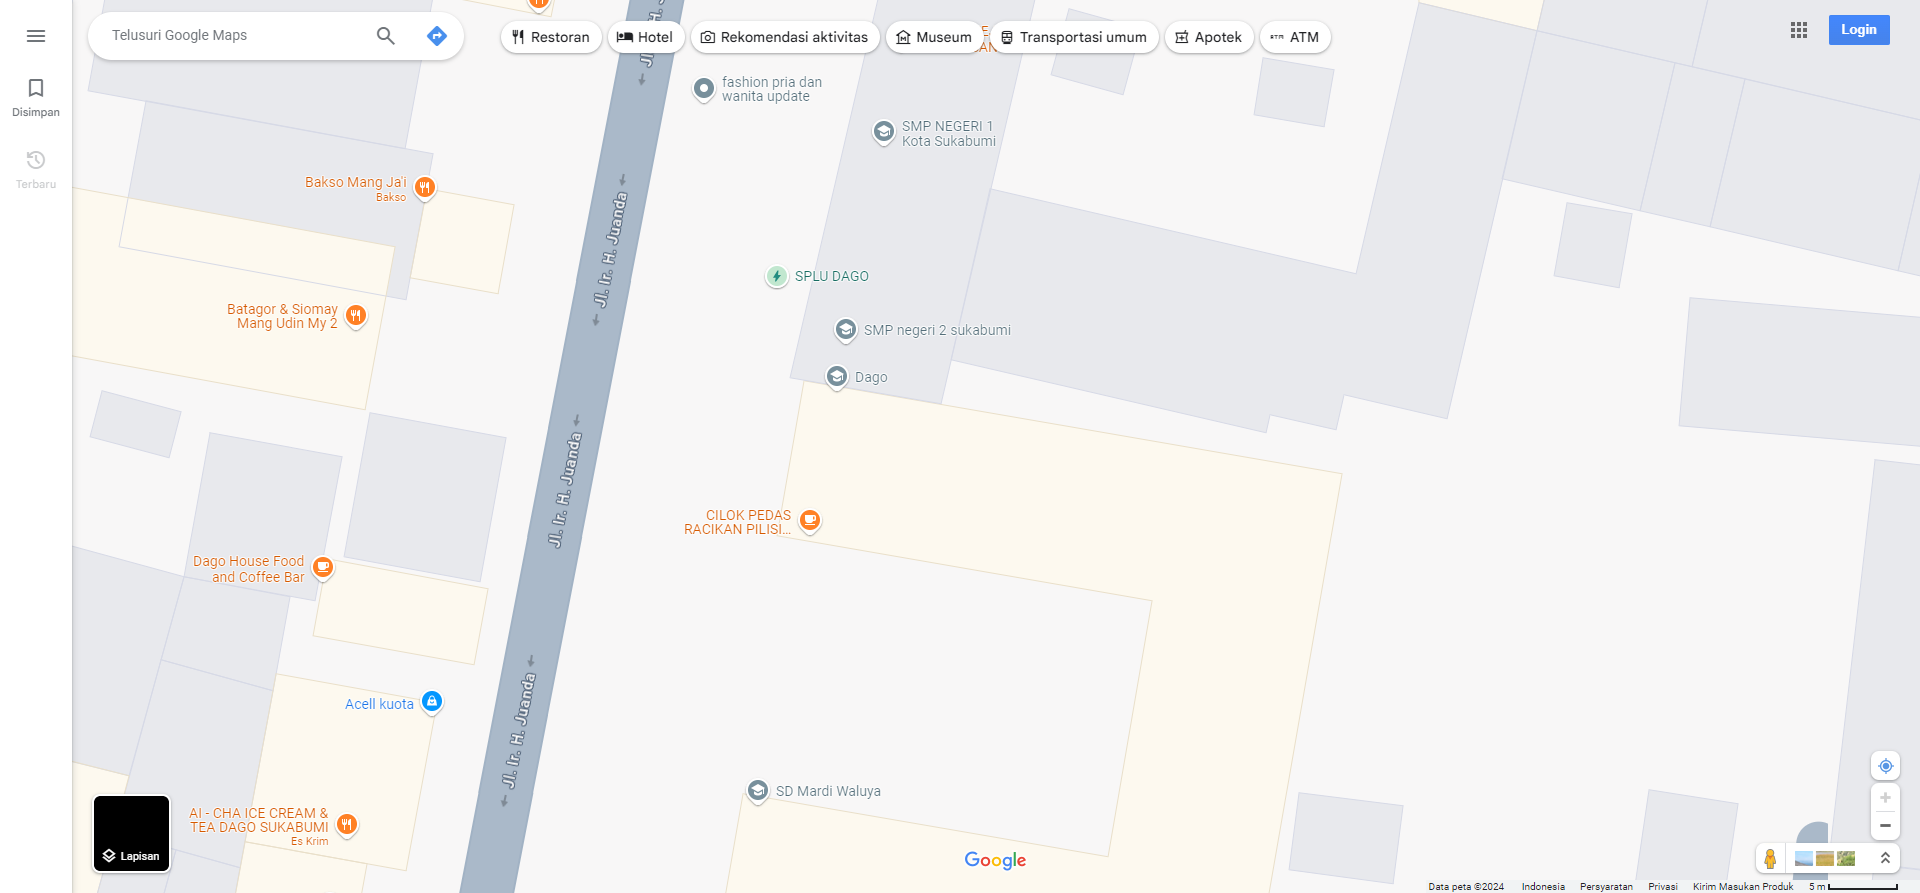 Telusuri Google Maps
Restoran
Hotel
Rekomendasi aktivitas
Museum
Transportasi umum
Apotek
ATM
Login
Disimpan
Terbaru
fashion pria dan
wanita update
SMP NEGERI 1
Kota Sukabumi
Bakso Mang Ja'i
Bakso
Jl. Ir. H. Juanda
SPLU DAGO
Batagor & Siomay
Mang Udin My 2
SMP negeri 2 sukabumi
Dago
Jl. Ir. H. Juanda
CILOK PEDAS
RACIKAN PILISI...
Dago House Food
and Coffee Bar
Acell kuota
Jl. Ir. H. Juanda
SD Mardi Waluya
AI - CHA ICE CREAM &
TEA DAGO SUKABUMI
Es Krim
Lapisan
Google
Data peta ©2024
Indonesia
Persyaratan
Privasi
Kirim Masukan Produk
5 m